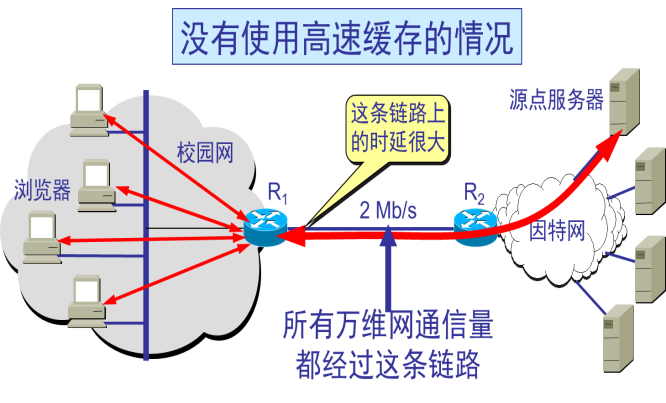 没有使用高速缓存的情况
源点服务器
这条链路上
的时延很大
校园网
浏览器
R1
2 Mb/s
R2
因特网
所有万维网通信量
都经过这条链路